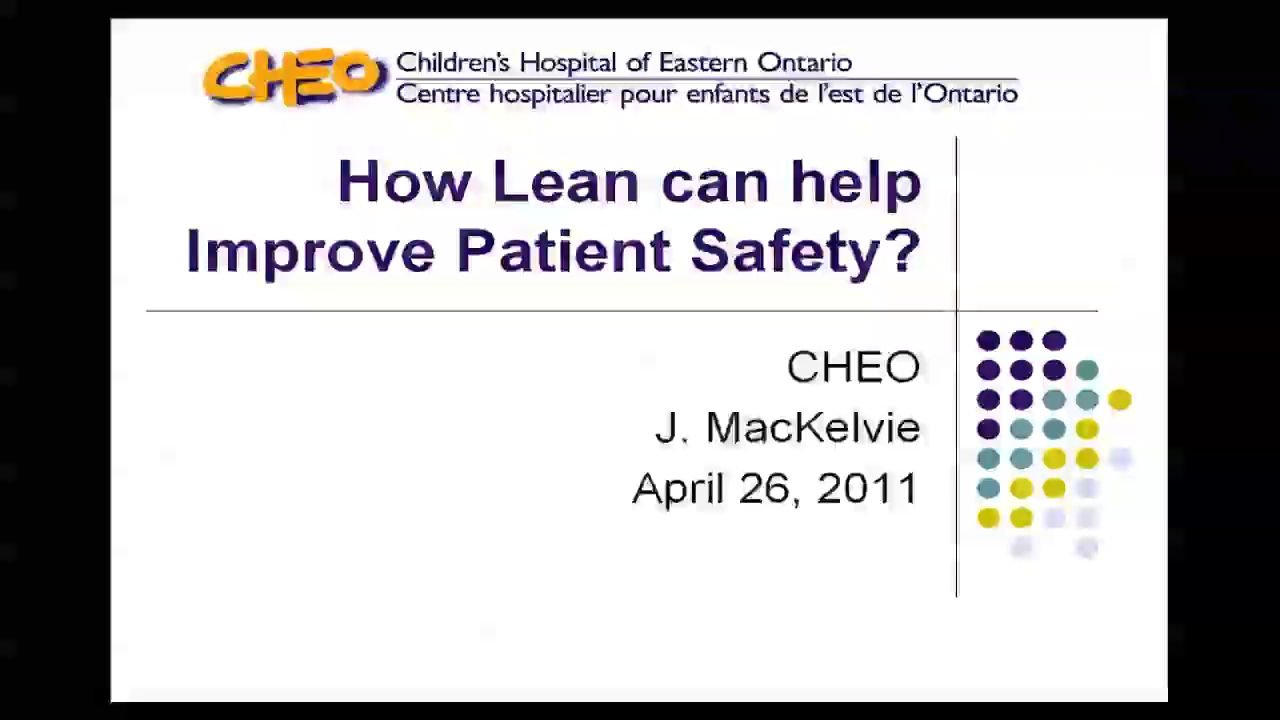 CHEO
Children's Hospital of Eastern Ontario
Centre hospitalier pour enfants de l'est de l'Ontario
How Lean can help
Improve Patient Safety?
CHEO
J. MacKelvie
April 26, 2011